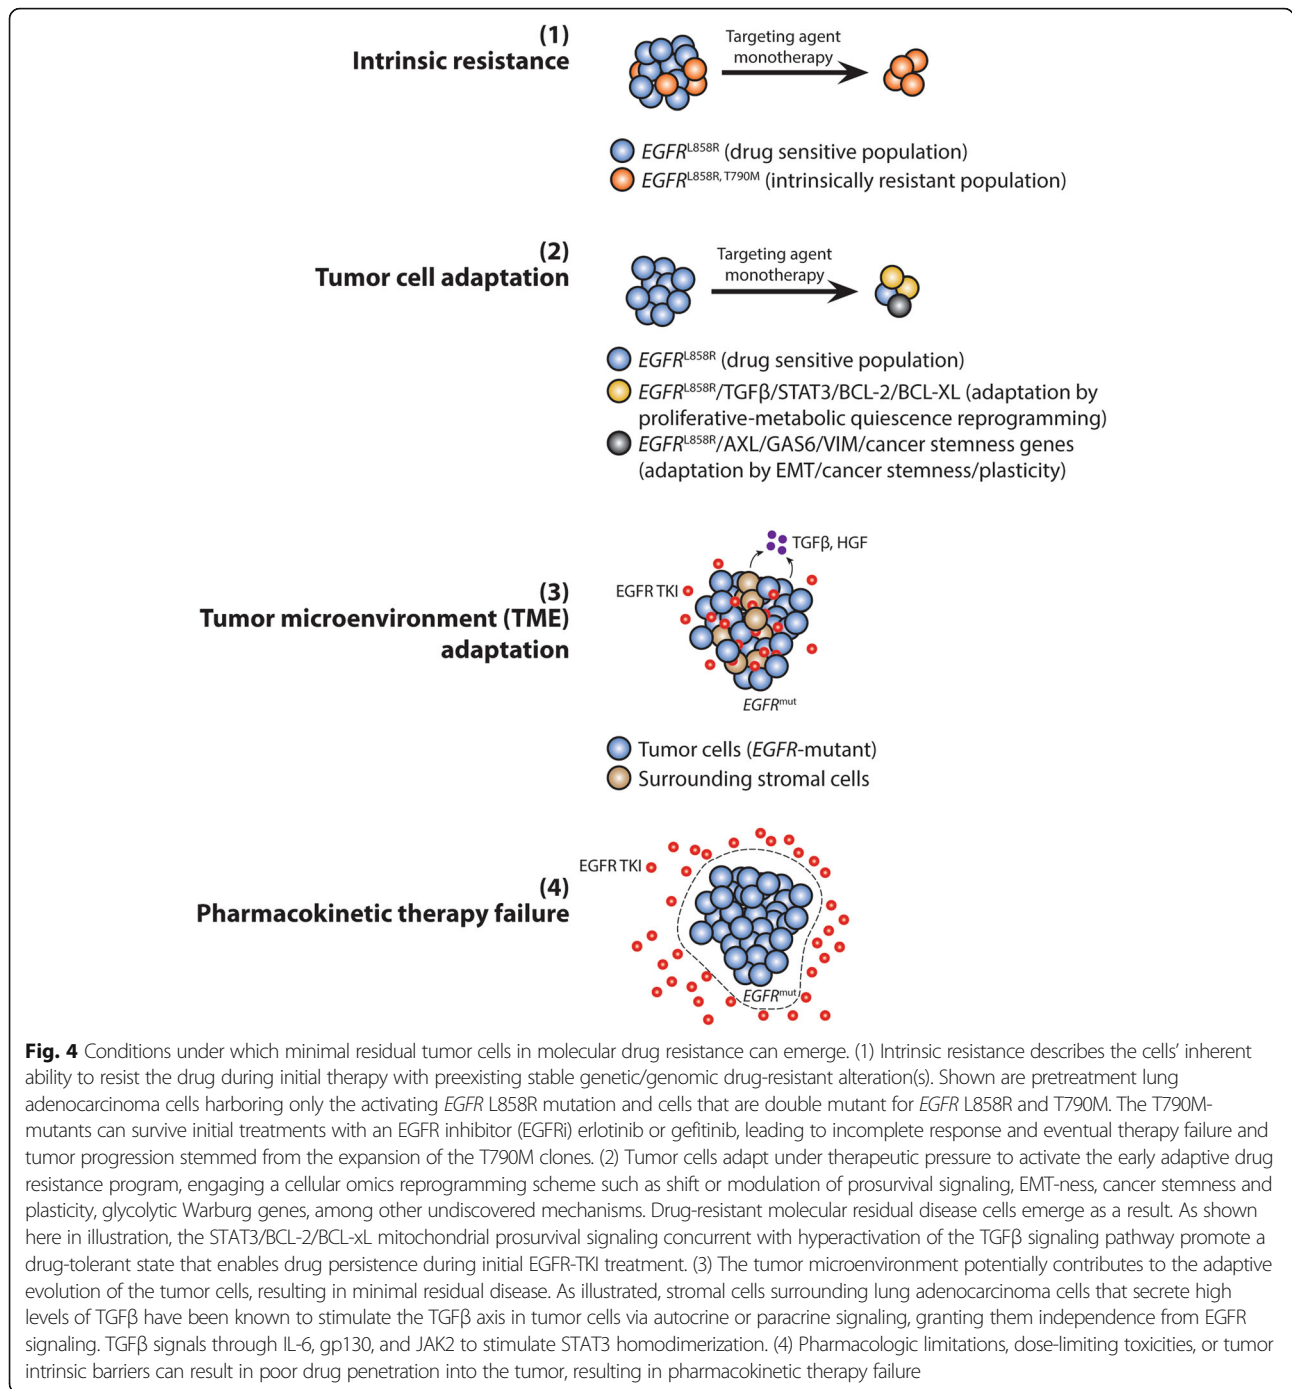 (1)
Intrinsic resistance
Targeting agent
monotherapy
EGFR^L858R (drug sensitive population)
EGFR^L858R, T790M (intrinsically resistant population)
(2)
Tumor cell adaptation
Targeting agent
monotherapy
EGFR^L858R (drug sensitive population)
EGFR^L858R/TGFβ/STAT3/BCL-2/BCL-XL (adaptation by
proliferative-metabolic quiescence reprogramming)
EGFR^L858R/AXL/GAS6/VIM/cancer stemness genes
(adaptation by EMT/cancer stemness/plasticity)
TGFβ, HGF
EGFR TKI
(3)
Tumor microenvironment (TME)
adaptation
EGFR^mut
Tumor cells (EGFR-mutant)
Surrounding stromal cells
EGFR TKI
(4)
Pharmacokinetic therapy failure
EGFR^mut
Fig. 4 Conditions under which minimal residual tumor cells in molecular drug resistance can emerge. (1) Intrinsic resistance describes the cells' inherent
ability to resist the drug during initial therapy with preexisting stable genetic/genomic drug-resistant alteration(s). Shown are pretreatment lung
adenocarcinoma cells harboring only the activating EGFR L858R mutation and cells that are double mutant for EGFR L858R and T790M. The T790M-
mutants can survive initial treatments with an EGFR inhibitor (EGFRi) erlotinib or gefitinib, leading to incomplete response and eventual therapy failure and
tumor progression stemmed from the expansion of the T790M clones. (2) Tumor cells adapt under therapeutic pressure to activate the early adaptive drug
resistance program, engaging a cellular omics reprogramming scheme such as shift or modulation of prosurvival signaling, EMT-ness, cancer stemness and
plasticity, glycolytic Warburg genes, among other undiscovered mechanisms. Drug-resistant molecular residual disease cells emerge as a result. As shown
here in illustration, the STAT3/BCL-2/BCL-xL mitochondrial prosurvival signaling concurrent with hyperactivation of the TGFβ signaling pathway promote a
drug-tolerant state that enables drug persistence during initial EGFR-TKI treatment. (3) The tumor microenvironment potentially contributes to the adaptive
evolution of the tumor cells, resulting in minimal residual disease. As illustrated, stromal cells surrounding lung adenocarcinoma cells that secrete high
levels of TGFβ have been known to stimulate the TGFβ axis in tumor cells via autocrine or paracrine signaling, granting them independence from EGFR
signaling. TGFβ signals through IL-6, gp130, and JAK2 to stimulate STAT3 homodimerization. (4) Pharmacologic limitations, dose-limiting toxicities, or tumor
intrinsic barriers can result in poor drug penetration into the tumor, resulting in pharmacokinetic therapy failure